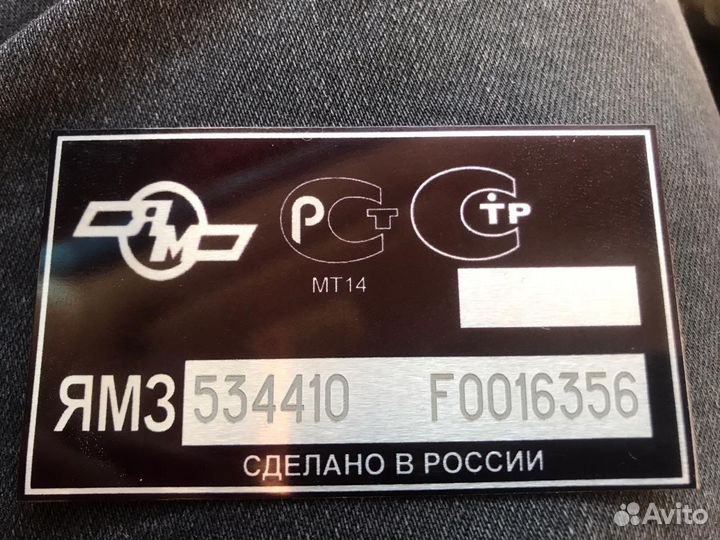 ЯМ
РСТ
СТР
МТ14
ЯМЗ 534410 F0016356
СДЕЛАНО В РОССИИ
Avito